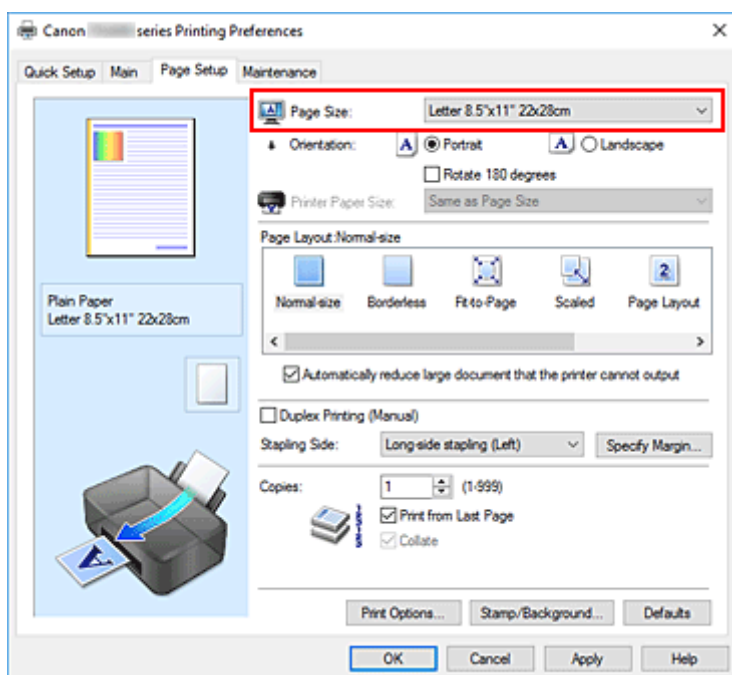 Canon series Printing Preferences
Quick Setup Main Page Setup Maintenance
Page Size: Letter 8.5"x11" 22x28cm
Orientation: A Portrait A Landscape
Rotate 180 degrees
Printer Paper Size: Same as Page Size
Page Layout:Normal-size
2
Normal-size Borderless Fit-to-Page Scaled Page Layout
Plain Paper
Letter 8.5"x11" 22x28cm
Automatically reduce large document that the printer cannot output
Duplex Printing (Manual)
Stapling Side: Long-side stapling (Left) Specify Margin...
Copies: 1 (1-999)
Print from Last Page
Collate
A
Print Options... Stamp/Background... Defaults
OK Cancel Apply Help